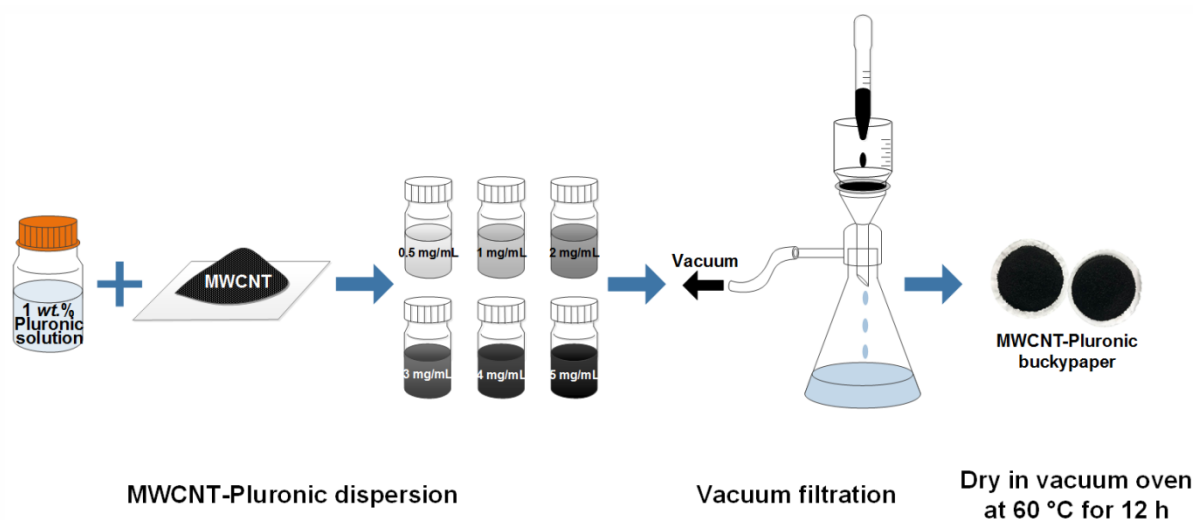 1 wt.%
Pluronic
solution
MWCNT
0.5 mg/mL
1 mg/mL
2 mg/mL
3 mg/mL
4 mg/mL
5 mg/mL
Vacuum
MWCNT-Pluronic
buckypaper
MWCNT-Pluronic dispersion
Vacuum filtration
Dry in vacuum oven
at 60 °C for 12 h